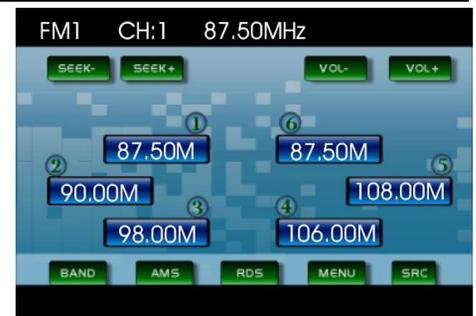 FM1 CH:1 87.50MHz
SEEK- SEEK+ VOL- VOL+
① ⑥
87.50M 87.50M
② ⑤
90.00M 108.00M
③ ④
98.00M 106.00M
BAND AMS RDS MENU SRC